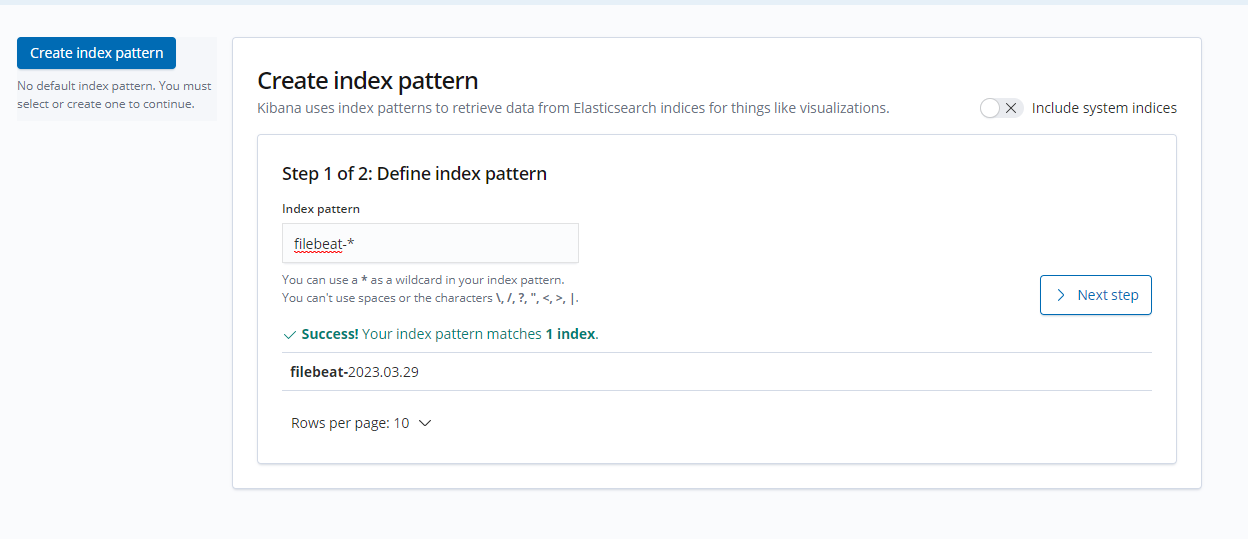 Create index pattern
No default index pattern. You must
select or create one to continue.
Create index pattern
Kibana uses index patterns to retrieve data from Elasticsearch indices for things like visualizations.
Include system indices
Step 1 of 2: Define index pattern
Index pattern
filebeat-*
You can use a * as a wildcard in your index pattern.
You can't use spaces or the characters \, /, ?, ", <, >, |.
Next step
Success! Your index pattern matches 1 index.
filebeat-2023.03.29
Rows per page: 10